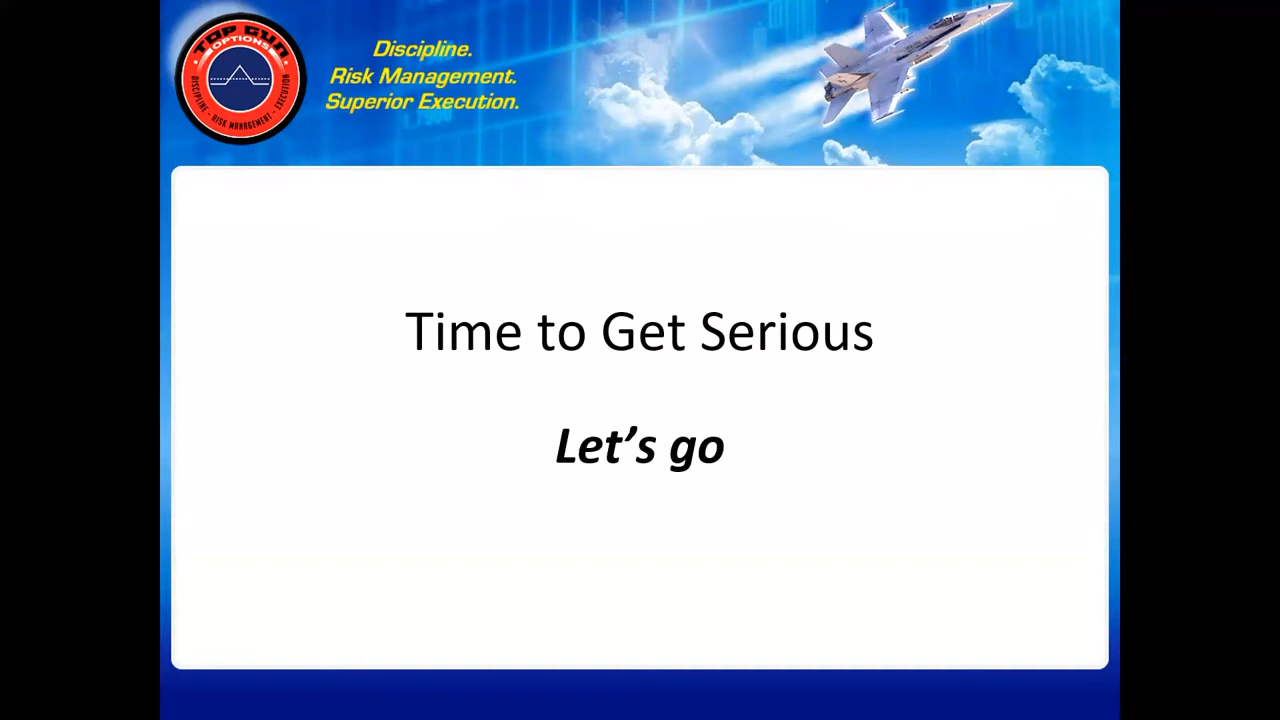 TOP GUN
OPTIONS
DISCIPLINE - RISK MANAGEMENT - EXECUTION
Discipline.
Risk Management.
Superior Execution.
Time to Get Serious
Let’s go